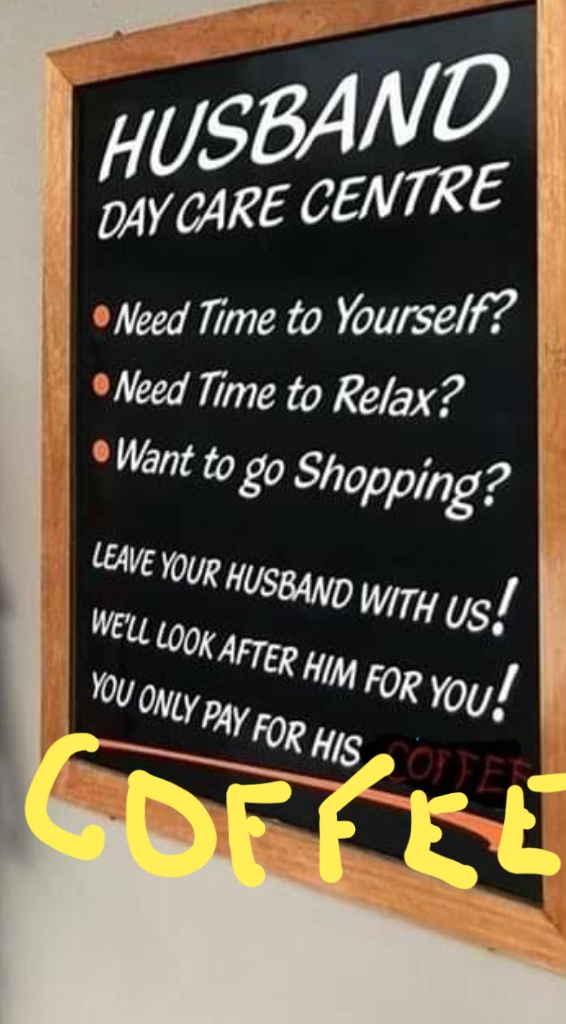 HUSBAND
DAY CARE CENTRE
Need Time to Yourself?
Need Time to Relax?
Want to go Shopping?
LEAVE YOUR HUSBAND WITH US!
WE'LL LOOK AFTER HIM FOR YOU!
YOU ONLY PAY FOR HIS COFFEE
COFFEE